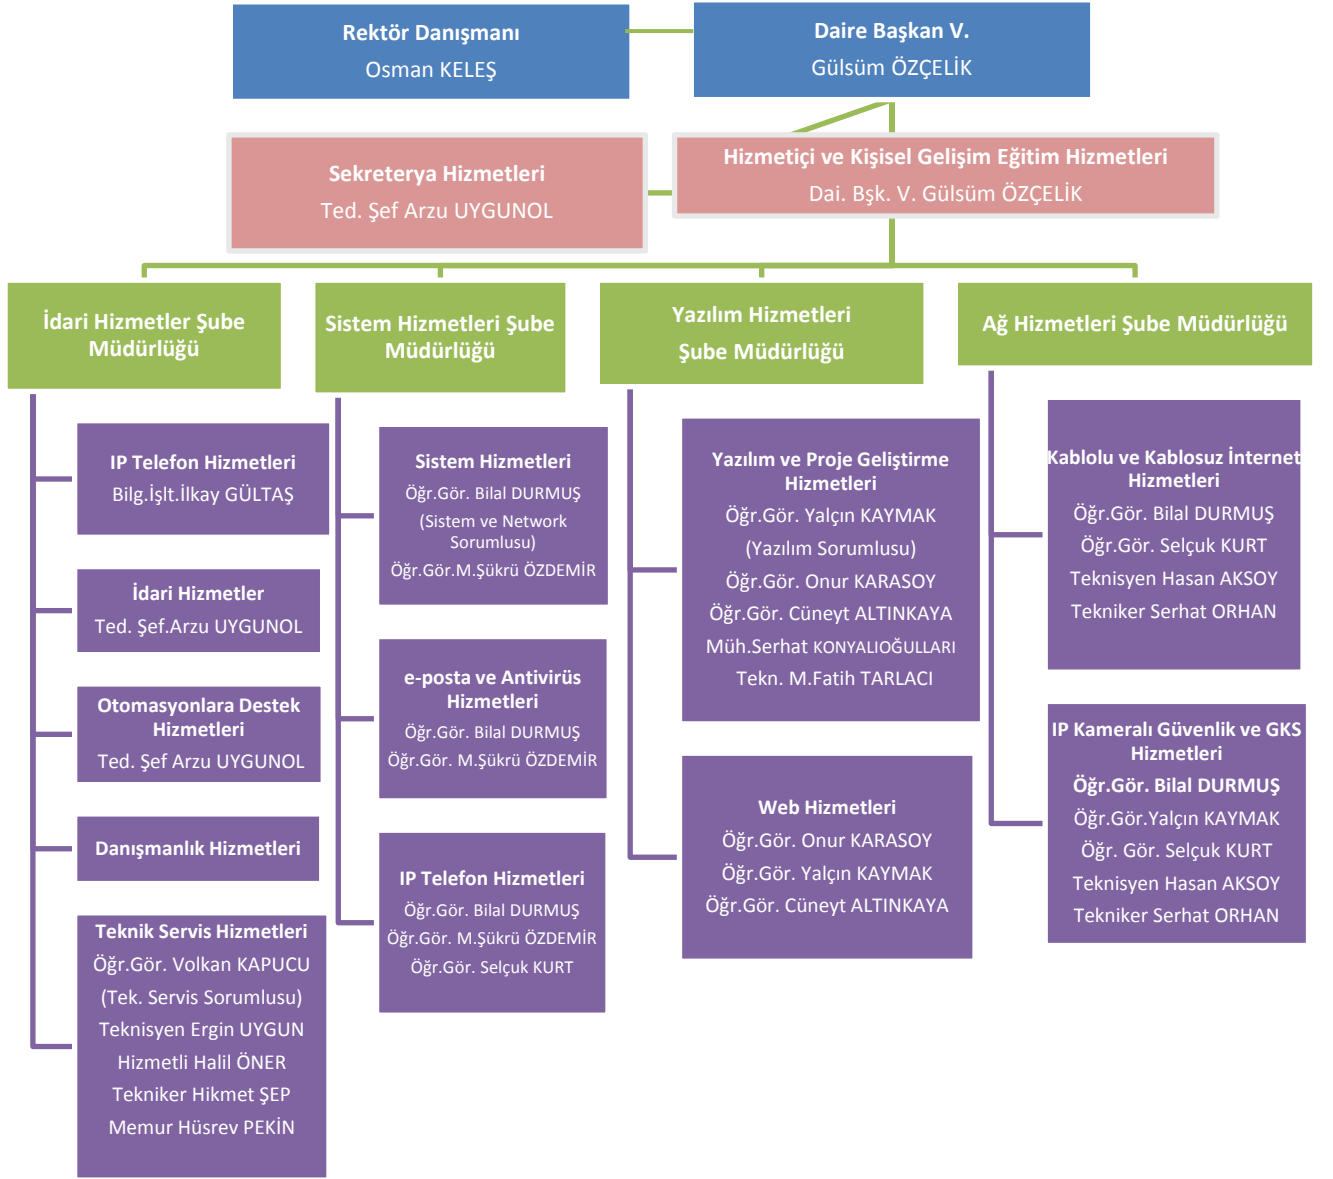 Rektör Danışmanı
Osman KELEŞ
Daire Başkan V.
Gülsüm ÖZÇELİK
Sekreterya Hizmetleri
Ted. Şef Arzu UYGUNOL
Hizmetiçi ve Kişisel Gelişim Eğitim Hizmetleri
Dai. Bşk. V. Gülsüm ÖZÇELİK
İdari Hizmetler Şube
Müdürlüğü
IP Telefon Hizmetleri
Bilg.İşlt.İlkay GÜLTAŞ
İdari Hizmetler
Ted. Şef.Arzu UYGUNOL
Otomasyonlara Destek
Hizmetleri
Ted. Şef Arzu UYGUNOL
Danışmanlık Hizmetleri
Teknik Servis Hizmetleri
Öğr.Gör. Volkan KAPUCU
(Tek. Servis Sorumlusu)
Teknisyen Ergin UYGUN
Hizmetli Halil ÖNER
Tekniker Hikmet ŞEP
Memur Hüsrev PEKİN
Sistem Hizmetleri Şube
Müdürlüğü
Sistem Hizmetleri
Öğr.Gör. Bilal DURMUŞ
(Sistem ve Network
Sorumlusu)
Öğr.Gör.M.Şükrü ÖZDEMİR
e-posta ve Antivirüs
Hizmetleri
Öğr.Gör. Bilal DURMUŞ
Öğr.Gör. M.Şükrü ÖZDEMİR
IP Telefon Hizmetleri
Öğr.Gör. Bilal DURMUŞ
Öğr.Gör. M.Şükrü ÖZDEMİR
Öğr.Gör. Selçuk KURT
Yazılım Hizmetleri
Şube Müdürlüğü
Yazılım ve Proje Geliştirme
Hizmetleri
Öğr.Gör. Yalçın KAYMAK
(Yazılım Sorumlusu)
Öğr.Gör. Onur KARASOY
Öğr.Gör. Cüneyt ALTINKAYA
Müh.Serhat KONYALIOĞULLARI
Tekn. M.Fatih TARLACI
Web Hizmetleri
Öğr.Gör. Onur KARASOY
Öğr.Gör. Yalçın KAYMAK
Öğr.Gör. Cüneyt ALTINKAYA
Ağ Hizmetleri Şube Müdürlüğü
Kablolu ve Kablosuz İnternet
Hizmetleri
Öğr.Gör. Bilal DURMUŞ
Öğr.Gör. Selçuk KURT
Teknisyen Hasan AKSOY
Tekniker Serhat ORHAN
IP Kameralı Güvenlik ve GKS
Hizmetleri
Öğr.Gör. Bilal DURMUŞ
Öğr.Gör.Yalçın KAYMAK
Öğr. Gör. Selçuk KURT
Teknisyen Hasan AKSOY
Tekniker Serhat ORHAN